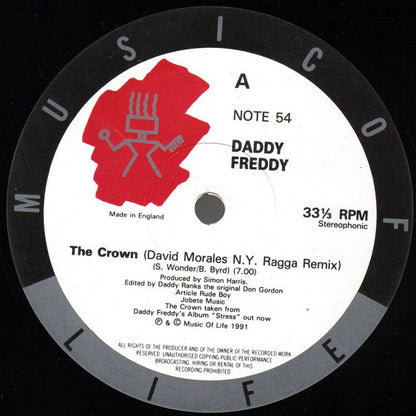 MUSIC OF LIFE
A
NOTE 54
DADDY
FREDDY
Made in England
33⅓ RPM
Stereophonic
The Crown (David Morales N.Y. Ragga Remix)
(S. Wonder/B. Byrd) (7.00)
Produced by Simon Harris.
Edited by Daddy Ranks the original Don Gordon
Article Rude Boy
Jobete Music
The Crown taken from
Daddy Freddy's Album "Stress" out now
℗ & © Music Of Life 1991
ALL RIGHTS OF THE PRODUCER AND OF THE OWNER OF THE RECORDED WORK
RESERVED. UNAUTHORISED COPYING PUBLIC PERFORMANCE
BROADCASTING. HIRING OR RENTAL OF THIS
RECORDING PROHIBITED